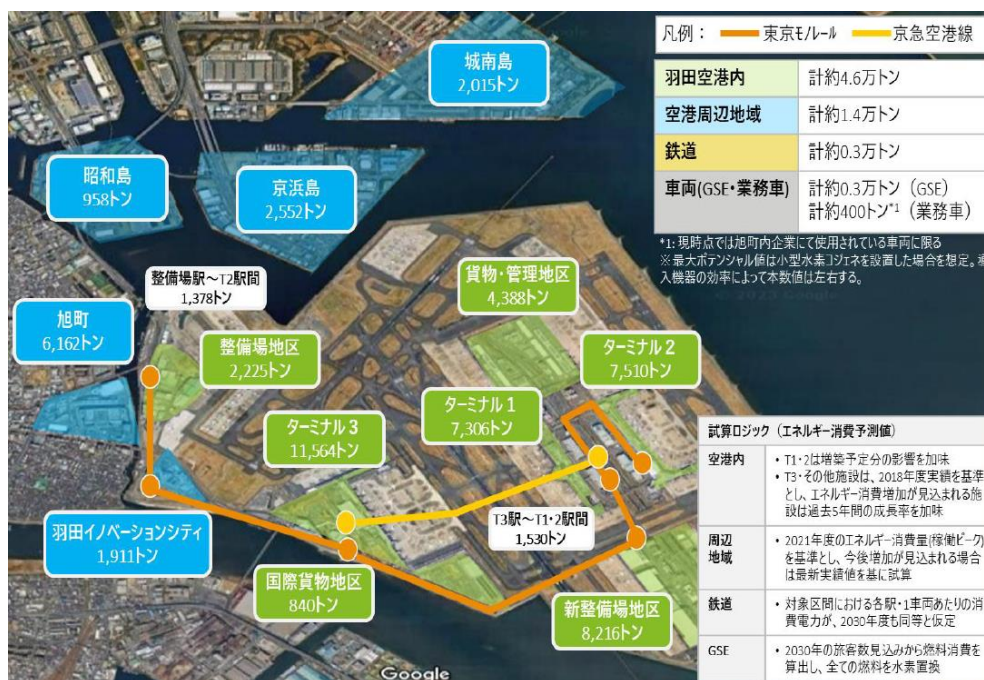 凡例： 東京モノレール 京急空港線
羽田空港内 計約4.6万トン
空港周辺地域 計約1.4万トン
鉄道 計約0.3万トン
車両(GSE・業務車) 計約0.3万トン（GSE）
計約400トン*1（業務車）
*1: 現時点では旭町内企業にて使用されている車両に限る
※最大ポテンシャル値は小型水素コジェネを設置した場合を想定。導
入機器の効率によって本数値は左右する。
城南島
2,015トン
昭和島
958トン
京浜島
2,552トン
整備場駅～T2駅間
1,378トン
貨物・管理地区
4,388トン
旭町
6,162トン
整備場地区
2,225トン
ターミナル２
7,510トン
ターミナル１
7,306トン
ターミナル３
11,564トン
羽田イノベーションシティ
1,911トン
T3駅～T1・2駅間
1,530トン
国際貨物地区
840トン
新整備場地区
8,216トン
試算ロジック（エネルギー消費予測値）
空港内
・T1・2は増築予定分の影響を加味
・T3・その他施設は、2018年度実績を基準
とし、エネルギー消費増加が見込まれる施
設は過去5年間の成長率を加味
周辺
地域
・2021年度のエネルギー消費量(稼働ピーク)
を基準とし、今後増加が見込まれる場合
は最新実績値を基に試算
鉄道
・対象区間における各駅・1車両あたりの消
費電力が、2030年度も同等と仮定
GSE
・2030年の旅客数見込みから燃料消費を
算出し、全ての燃料を水素置換
Google